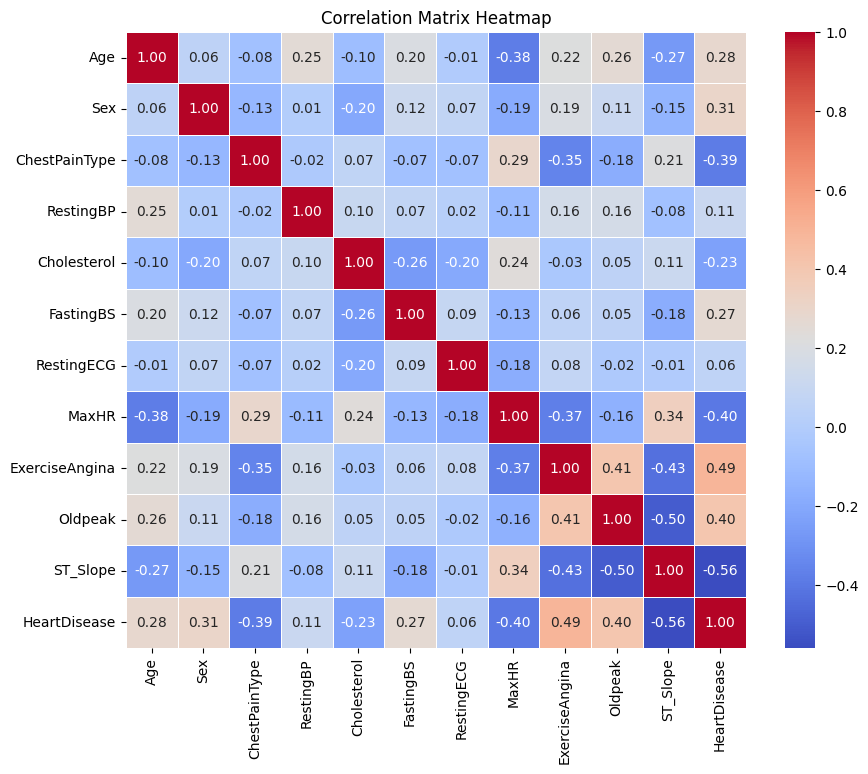 Correlation Matrix Heatmap
Age 1.00 0.06 -0.08 0.25 -0.10 0.20 -0.01 -0.38 0.22 0.26 -0.27 0.28
Sex 0.06 1.00 -0.13 0.01 -0.20 0.12 0.07 -0.19 0.19 0.11 -0.15 0.31
ChestPainType -0.08 -0.13 1.00 -0.02 0.07 -0.07 -0.07 0.29 -0.35 -0.18 0.21 -0.39
RestingBP 0.25 0.01 -0.02 1.00 0.10 0.07 0.02 -0.11 0.16 0.16 -0.08 0.11
Cholesterol -0.10 -0.20 0.07 0.10 1.00 -0.26 -0.20 0.24 -0.03 0.05 0.11 -0.23
FastingBS 0.20 0.12 -0.07 0.07 -0.26 1.00 0.09 -0.13 0.06 0.05 -0.18 0.27
RestingECG -0.01 0.07 -0.07 0.02 -0.20 0.09 1.00 -0.18 0.08 -0.02 -0.01 0.06
MaxHR -0.38 -0.19 0.29 -0.11 0.24 -0.13 -0.18 1.00 -0.37 -0.16 0.34 -0.40
ExerciseAngina 0.22 0.19 -0.35 0.16 -0.03 0.06 0.08 -0.37 1.00 0.41 -0.43 0.49
Oldpeak 0.26 0.11 -0.18 0.16 0.05 0.05 -0.02 -0.16 0.41 1.00 -0.50 0.40
ST_Slope -0.27 -0.15 0.21 -0.08 0.11 -0.18 -0.01 0.34 -0.43 -0.50 1.00 -0.56
HeartDisease 0.28 0.31 -0.39 0.11 -0.23 0.27 0.06 -0.40 0.49 0.40 -0.56 1.00
Age Sex ChestPainType RestingBP Cholesterol FastingBS RestingECG MaxHR ExerciseAngina Oldpeak ST_Slope HeartDisease
1.0
0.8
0.6
0.4
0.2
0.0
−0.2
−0.4